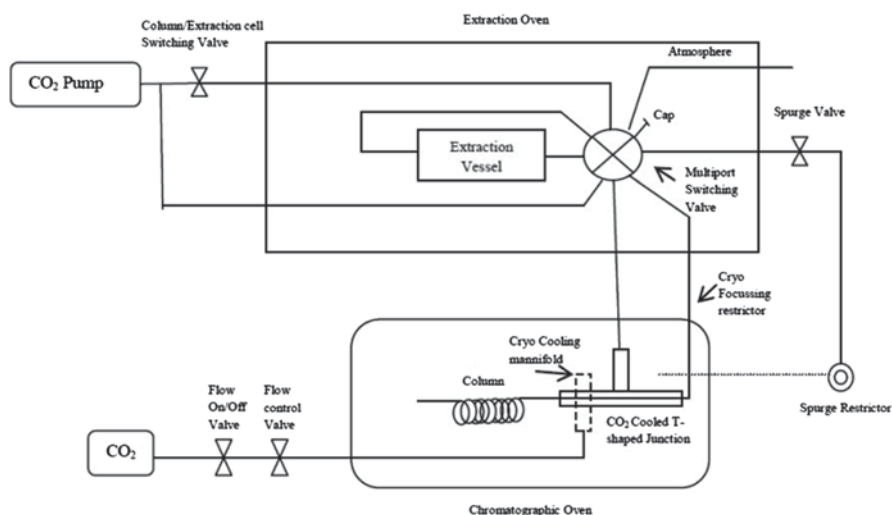 Extraction Oven
Column/Extraction cell
Switching Valve
Atmosphere
CO2 Pump
Cap
Spurge Valve
Extraction
Vessel
Multiport
Switching
Valve
Cryo
Focussing
restrictor
Cryo Cooling
mannifold
Column
Flow
On/Off
Valve
Flow
control
Valve
Spurge Restrictor
CO2 Cooled T-
shaped Junction
CO2
Chromatographic Oven